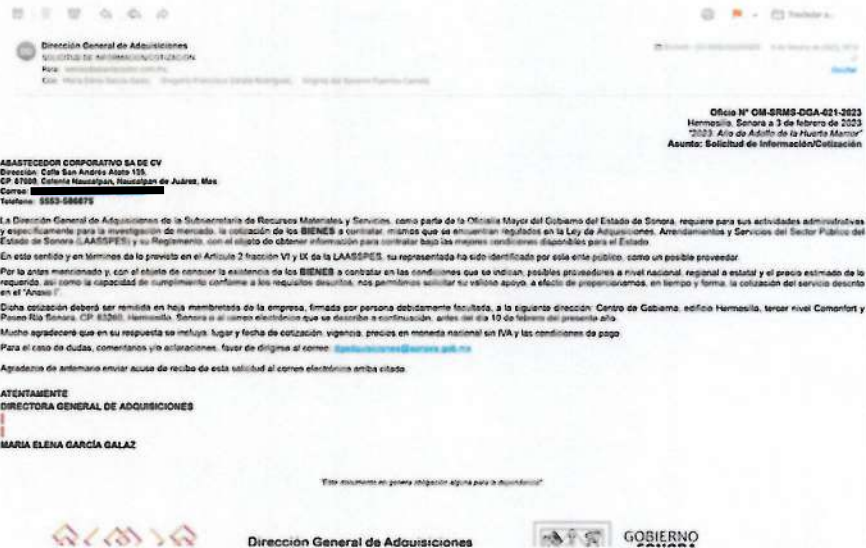 Dirección General de Adquisiciones
SOLICITUD DE INFORMACION/COTIZACION
Para:
Oficio N° OM-SRMS-DGA-021-2023
Hermosillo, Sonora a 3 de febrero de 2023
"2023: Año de Adolfo de la Huerta Marcor"
Asunto: Solicitud de Información/Cotización
ABASTECEDOR CORPORATIVO SA DE CV
Dirección: Calle San Andrés Atoto 155,
CP. Colonia Naucalpan, Naucalpan de Juárez, Mex
Correo:
Teléfono: 5553-586875
La Dirección General de Adquisiciones de la Subsecretaría de Recursos Materiales y Servicios, como parte de la Oficialía Mayor del Gobierno del Estado de Sonora, requiere para sus actividades administrativas
y específicamente para la investigación de mercado, la cotización de los BIENES a contratar, mismos que se encuentran regulados en la Ley de Adquisiciones, Arrendamientos y Servicios del Sector Público del
Estado de Sonora (LAASSPES) y su Reglamento, con el objeto de obtener información para contratar bajo las mejores condiciones disponibles para el Estado.
En este sentido y en términos de lo previsto en el Artículo 2 fracción VI y IX de la LAASSPES, su representada ha sido identificada por este ente público, como un posible proveedor.
Por lo antes mencionado y, con el objeto de conocer la existencia de los BIENES a contratar en las condiciones que se indican, posibles proveedores a nivel nacional, regional o estatal y el precio estimado de lo
requerido, así como la capacidad de cumplimiento conforme a los requisitos descritos, nos permitimos solicitar su valioso apoyo, a efecto de proporcionarnos, en tiempo y forma, la cotización del servicio descrito
en el "Anexo I".
Dicha cotización deberá ser remitida en hoja membretada de la empresa, firmada por persona debidamente facultada, a la siguiente dirección: Centro de Gobierno, edificio Hermosillo, tercer nivel Comonfort y
Paseo Río Sonora, CP. 83260, Hermosillo, Sonora o al correo electrónico que se describe a continuación, antes del día 10 de febrero del presente año.
Mucho agradeceré que en su respuesta se incluya: lugar y fecha de cotización, vigencia, precios en moneda nacional sin IVA y las condiciones de pago.
Para el caso de dudas, comentarios y/o aclaraciones, favor de dirigirse al correo: dgadquisiciones@sonora.gob.mx
Agradezco de antemano enviar acuse de recibo de esta solicitud al correo electrónico arriba citado.
ATENTAMENTE
DIRECTORA GENERAL DE ADQUISICIONES
MARIA ELENA GARCÍA GALAZ
"Este documento no genera obligación alguna para la dependencia"
Dirección General de Adquisiciones
GOBIERNO
SONORA